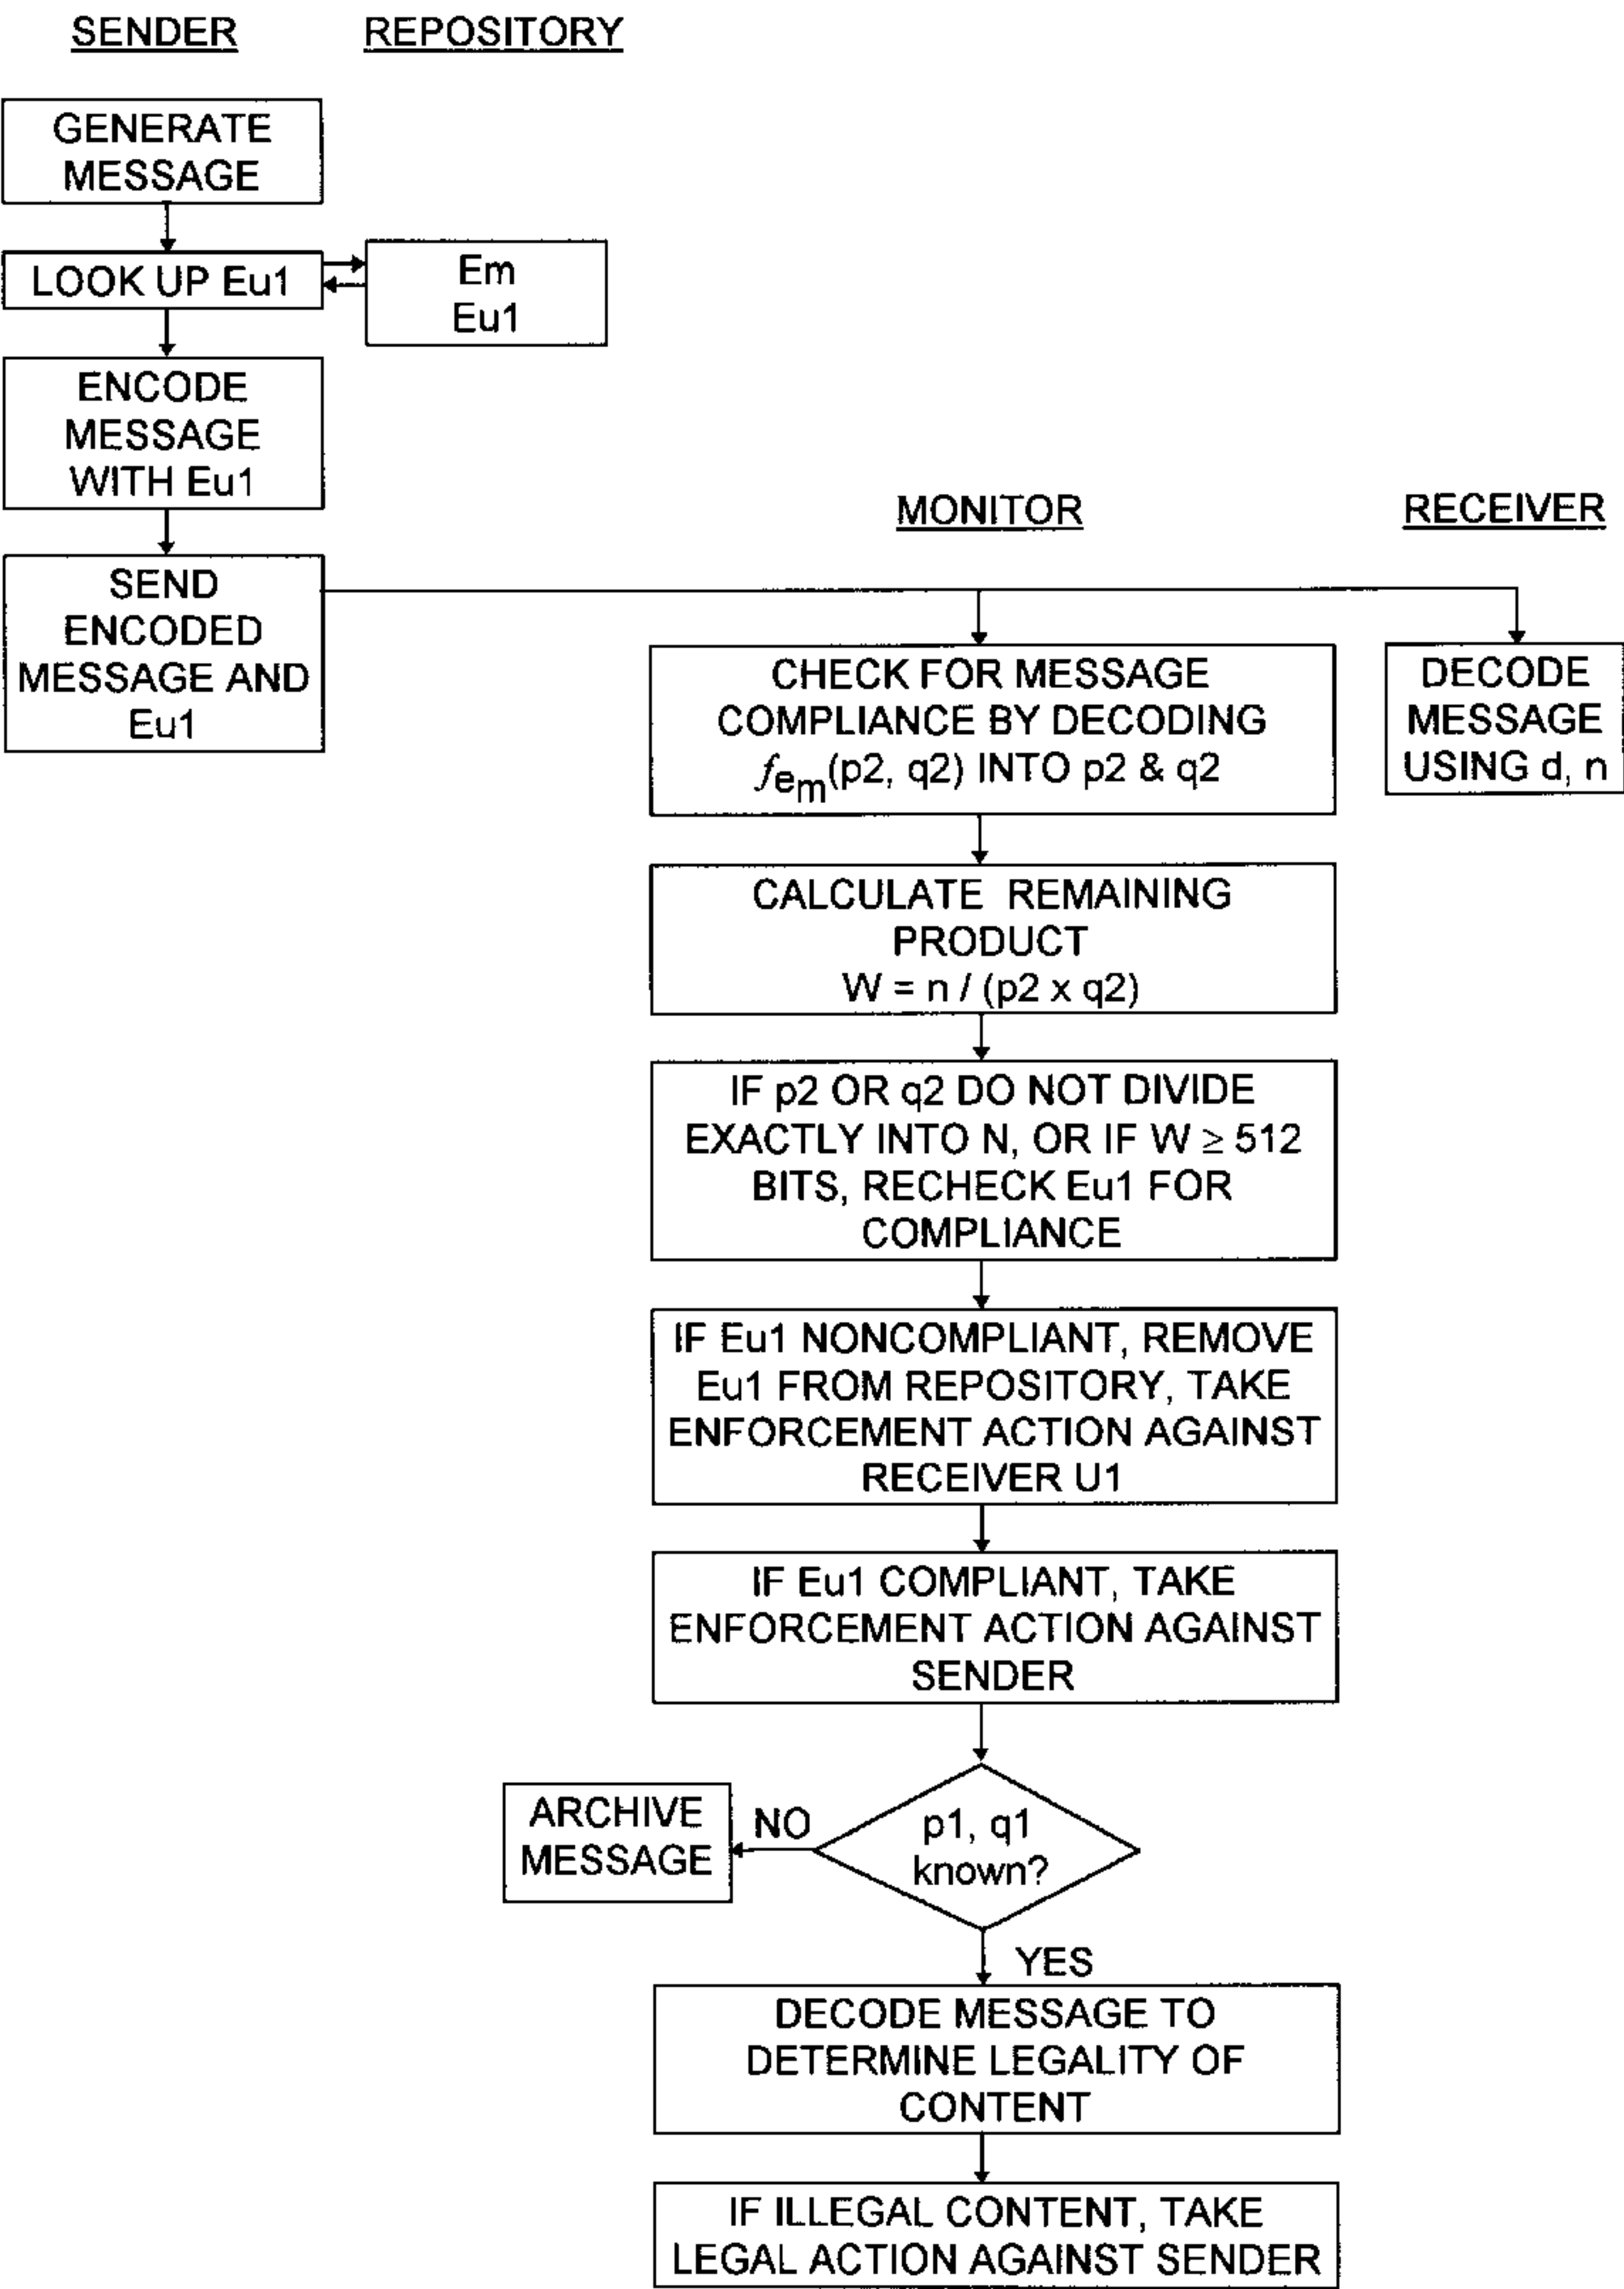 SENDER
REPOSITORY
GENERATE
MESSAGE
LOOK UP Eu1
Em
Eu1
ENCODE
MESSAGE
WITH Eu1
SEND
ENCODED
MESSAGE AND
Eu1
MONITOR
RECEIVER
CHECK FOR MESSAGE
COMPLIANCE BY DECODING
fem(p2, q2) INTO p2 & q2
DECODE
MESSAGE
USING d, n
CALCULATE REMAINING
PRODUCT
W = n / (p2 x q2)
IF p2 OR q2 DO NOT DIVIDE
EXACTLY INTO N, OR IF W ≥ 512
BITS, RECHECK Eu1 FOR
COMPLIANCE
IF Eu1 NONCOMPLIANT, REMOVE
Eu1 FROM REPOSITORY, TAKE
ENFORCEMENT ACTION AGAINST
RECEIVER U1
IF Eu1 COMPLIANT, TAKE
ENFORCEMENT ACTION AGAINST
SENDER
p1, q1
known?
NO
ARCHIVE
MESSAGE
YES
DECODE MESSAGE TO
DETERMINE LEGALITY OF
CONTENT
IF ILLEGAL CONTENT, TAKE
LEGAL ACTION AGAINST SENDER